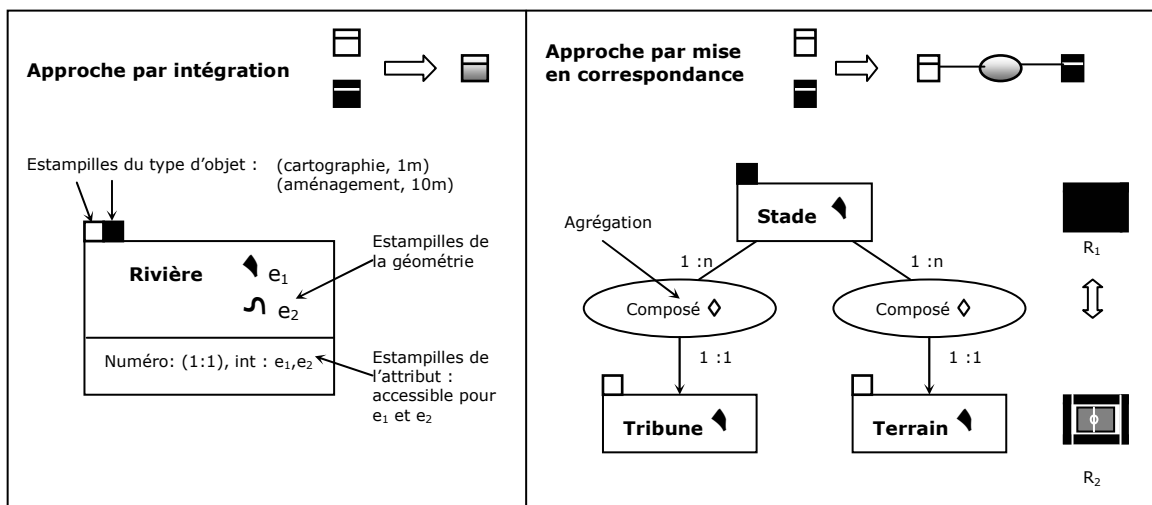 Approche par intégration
Estampilles du type d'objet : (cartographie, 1m)
(aménagement, 10m)
Rivière
e₁
e₂
Estampilles de
la géométrie
Numéro: (1:1), int : e₁,e₂
Estampilles de
l'attribut :
accessible pour
e₁ et e₂
Approche par mise
en correspondance
Stade
Agrégation
1 :n
1 :n
Composé
Composé
1 :1
1 :1
Tribune
Terrain
R₁
R₂